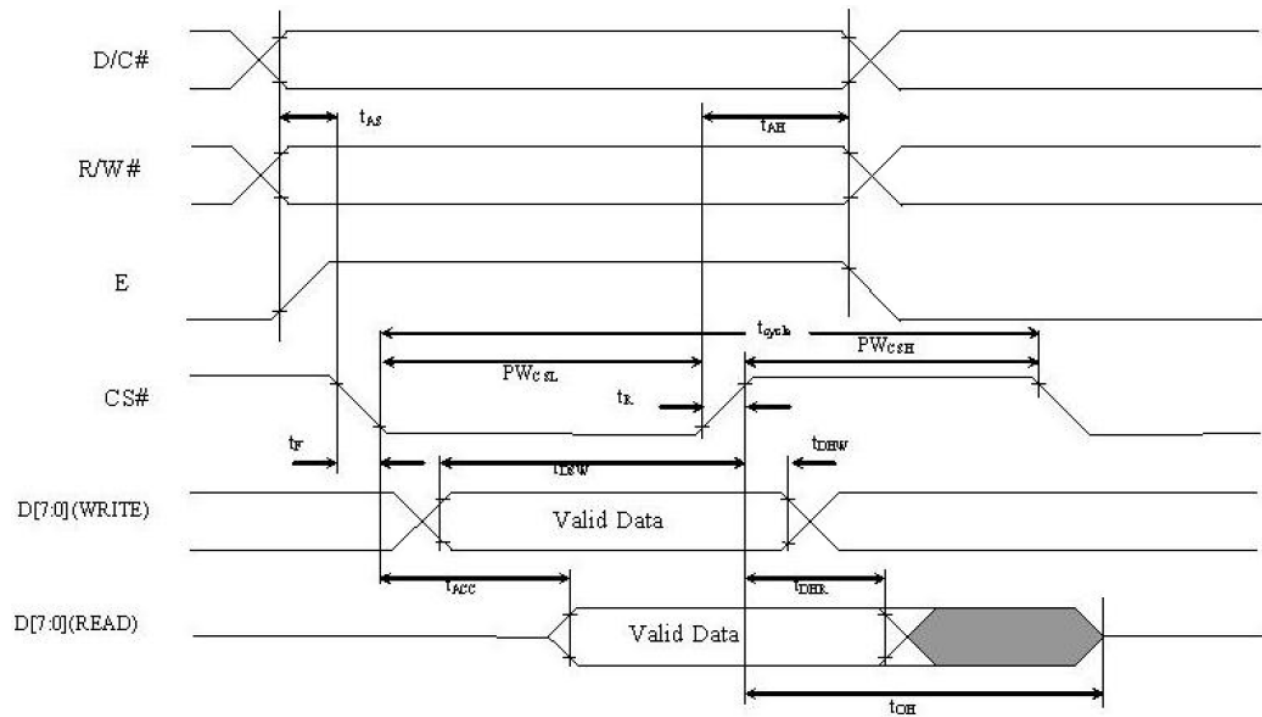 D/C#
tAS
tAH
R/W#
E
tcycle
PWCSH
PWCSL
CS#
tR
tF
tDSW
tDHW
D[7:0](WRITE)
Valid Data
tACC
tDHR
D[7:0](READ)
Valid Data
tOH